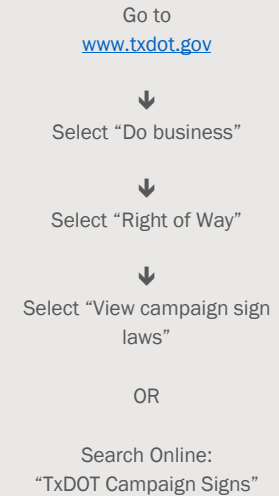 Go to
www.txdot.gov
↓
Select “Do business”
↓
Select “Right of Way”
↓
Select “View campaign sign
laws”
OR
Search Online:
“TxDOT Campaign Signs”